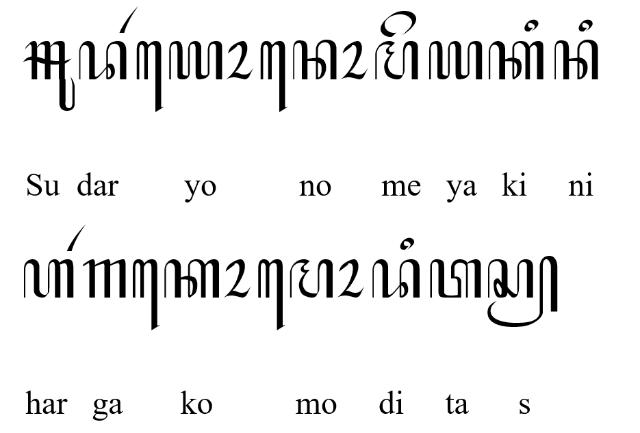 ꦯꦸꦢꦂꦪꦺꦴꦤꦺꦴꦩꦼꦪꦏꦶꦤꦶ
Su dar yo no me ya ki ni
ꦲꦂꦒꦏꦺꦴꦩꦺꦴꦢꦶꦠꦱ꧀
har ga ko mo di ta s